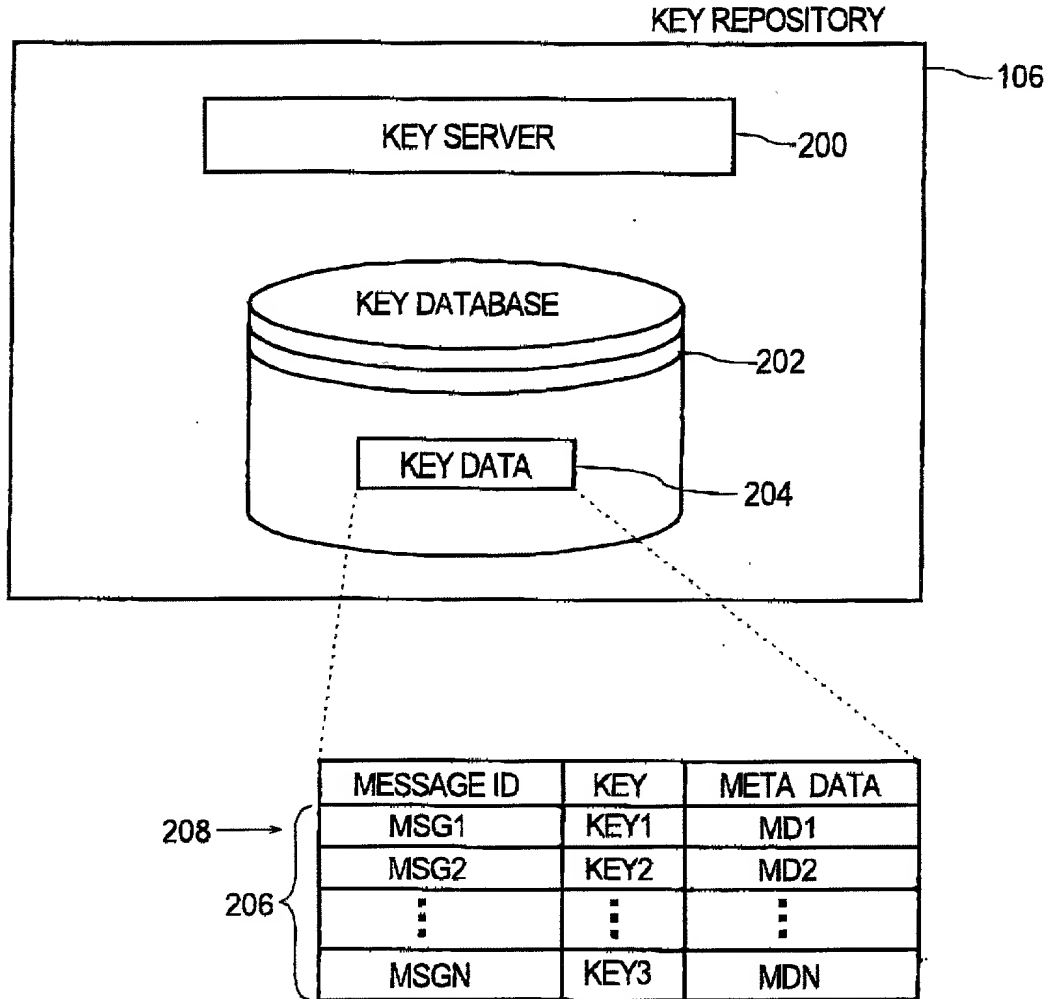 KEY REPOSITORY
106
KEY SERVER
200
KEY DATABASE
202
KEY DATA
204
MESSAGE ID KEY META DATA
208 MSG1 KEY1 MD1
MSG2 KEY2 MD2
206
MSGN KEY3 MDN